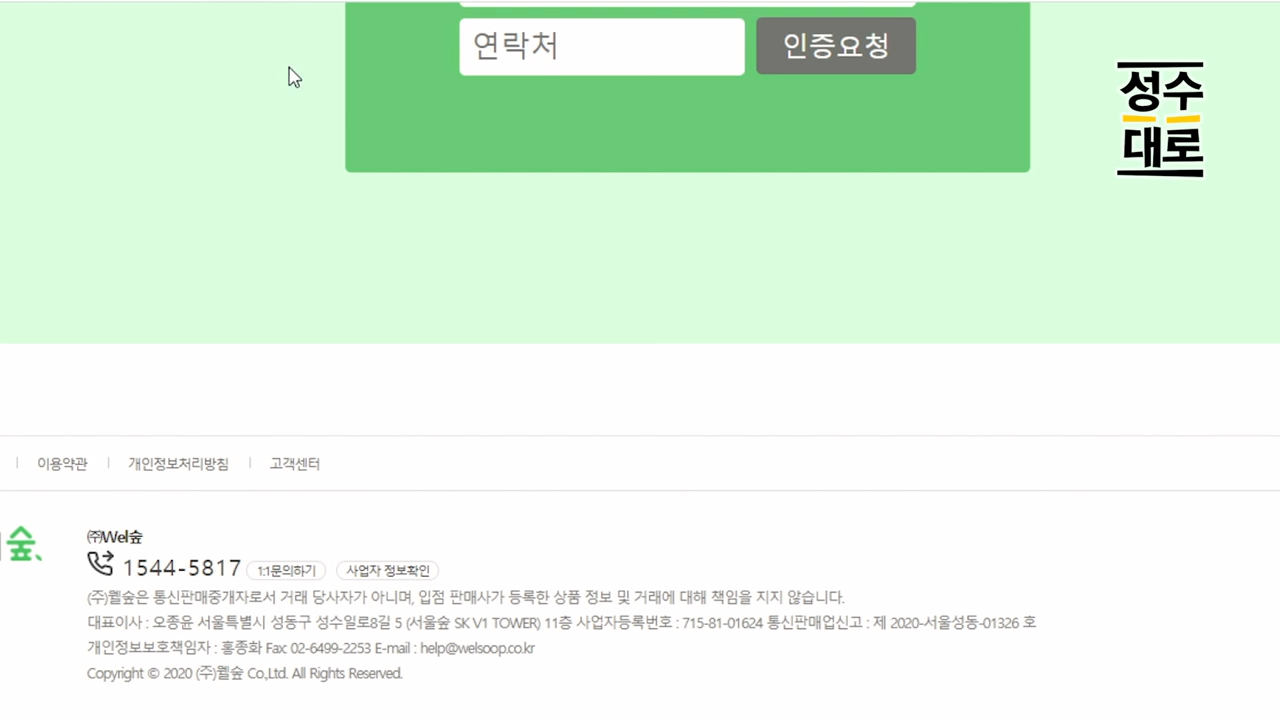 연락처
인증요청
성수
대로
이용약관
개인정보처리방침
고객센터
숲
㈜Wel숲
1544-5817 1:1문의하기 사업자 정보확인
(주)웰숲은 통신판매중개자로서 거래 당사자가 아니며, 입점 판매사가 등록한 상품 정보 및 거래에 대해 책임을 지지 않습니다.
대표이사 : 오종윤 서울특별시 성동구 성수일로8길 5 (서울숲 SK V1 TOWER) 11층 사업자등록번호 : 715-81-01624 통신판매업신고 : 제 2020-서울성동-01326 호
개인정보보호책임자 : 홍종화 Fax 02-6499-2253 E-mail : help@welsoop.co.kr
Copyright © 2020 (주)웰숲 Co.,Ltd. All Rights Reserved.